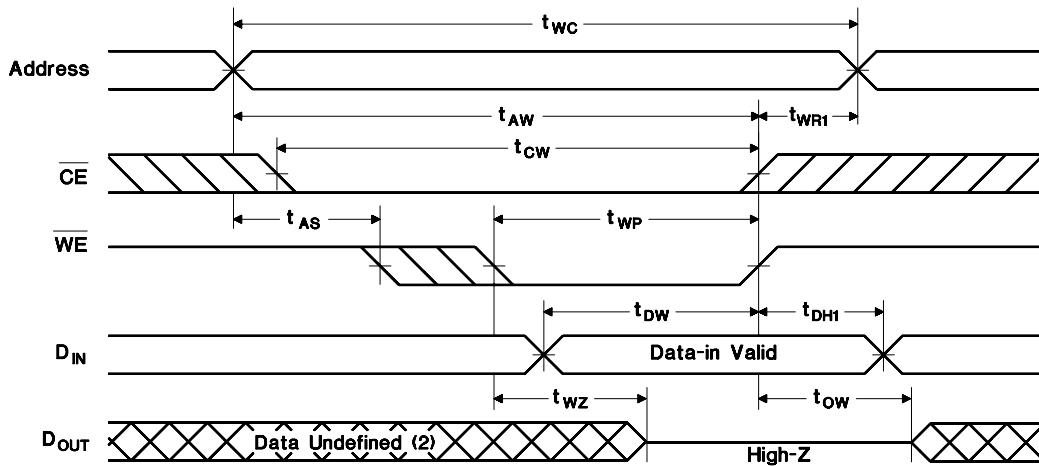 tWC
Address
tAW
tWR1
tCW
CE
tAS
tWP
WE
tDW
tDH1
DIN
Data-in Valid
tWZ
tOW
DOUT
Data Undefined (2)
High-Z